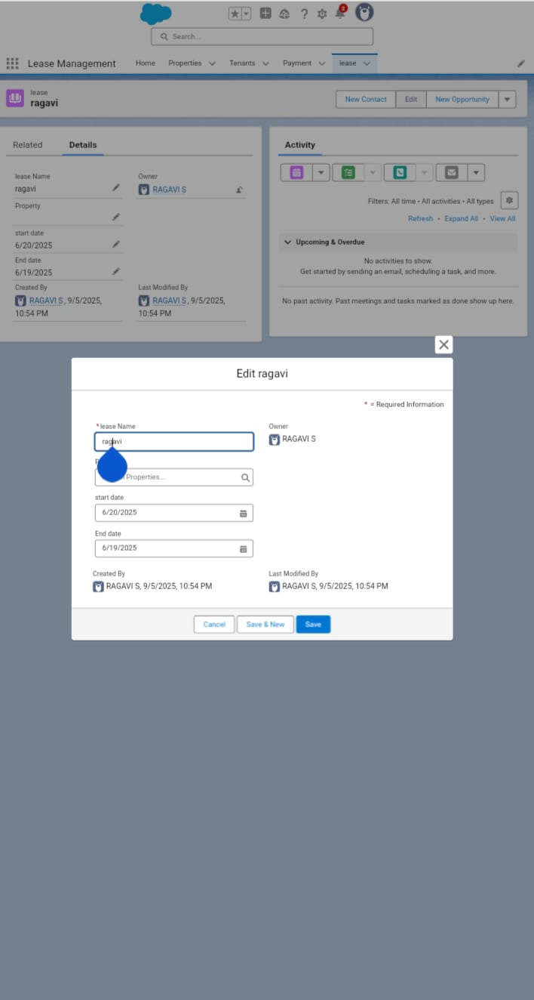 2
Search...
Lease Management
Home
Properties
Tenants
Payment
lease
lease
ragavi
New Contact
Edit
New Opportunity
Related
Details
lease Name
ragavi
Owner
RAGAVI S
Property
start date
6/20/2025
End date
6/19/2025
Created By
RAGAVI S, 9/5/2025,
10:54 PM
Last Modified By
RAGAVI S, 9/5/2025,
10:54 PM
Activity
Filters: All time • All activities • All types
Refresh • Expand All • View All
Upcoming & Overdue
No activities to show.
Get started by sending an email, scheduling a task, and more.
No past activity. Past meetings and tasks marked as done show up here.
Edit ragavi
* = Required Information
*lease Name
ragavi
Owner
RAGAVI S
Properties...
start date
6/20/2025
End date
6/19/2025
Created By
RAGAVI S, 9/5/2025, 10:54 PM
Last Modified By
RAGAVI S, 9/5/2025, 10:54 PM
Cancel
Save & New
Save